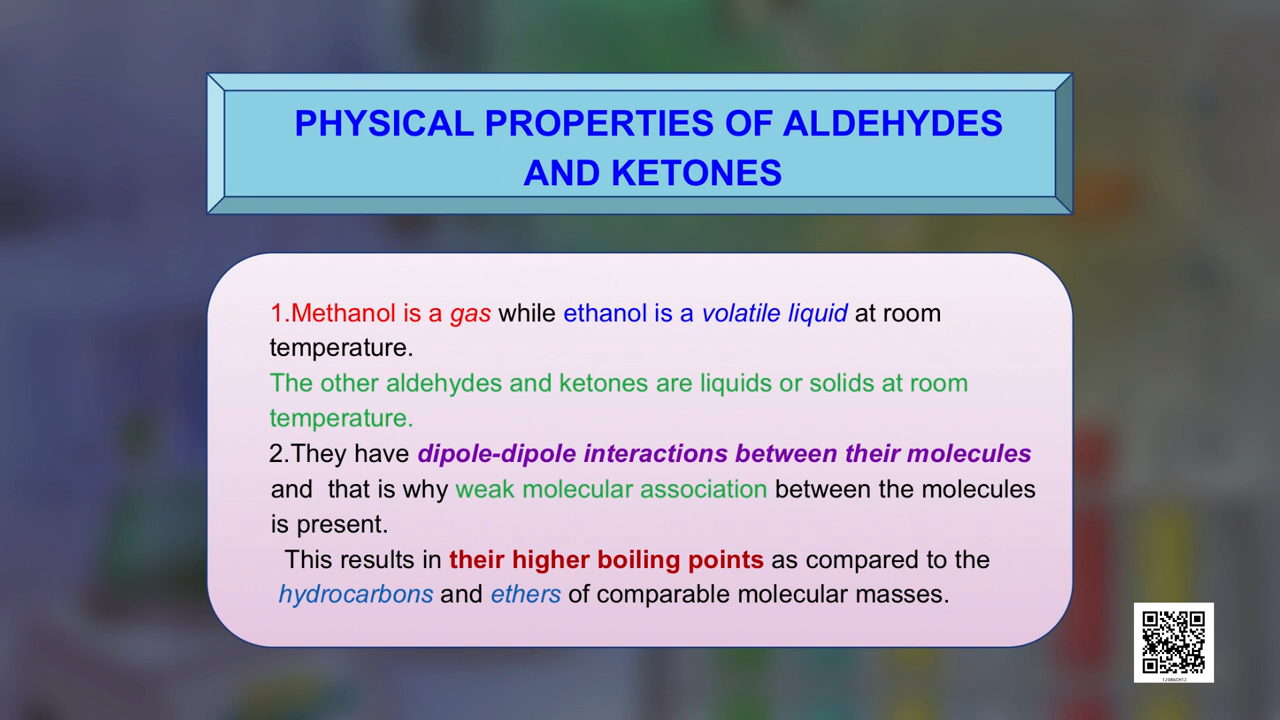 PHYSICAL PROPERTIES OF ALDEHYDES
AND KETONES
1.Methanol is a gas while ethanol is a volatile liquid at room
temperature.
The other aldehydes and ketones are liquids or solids at room
temperature.
2.They have dipole-dipole interactions between their molecules
and  that is why weak molecular association between the molecules
is present.
This results in their higher boiling points as compared to the
hydrocarbons and ethers of comparable molecular masses.